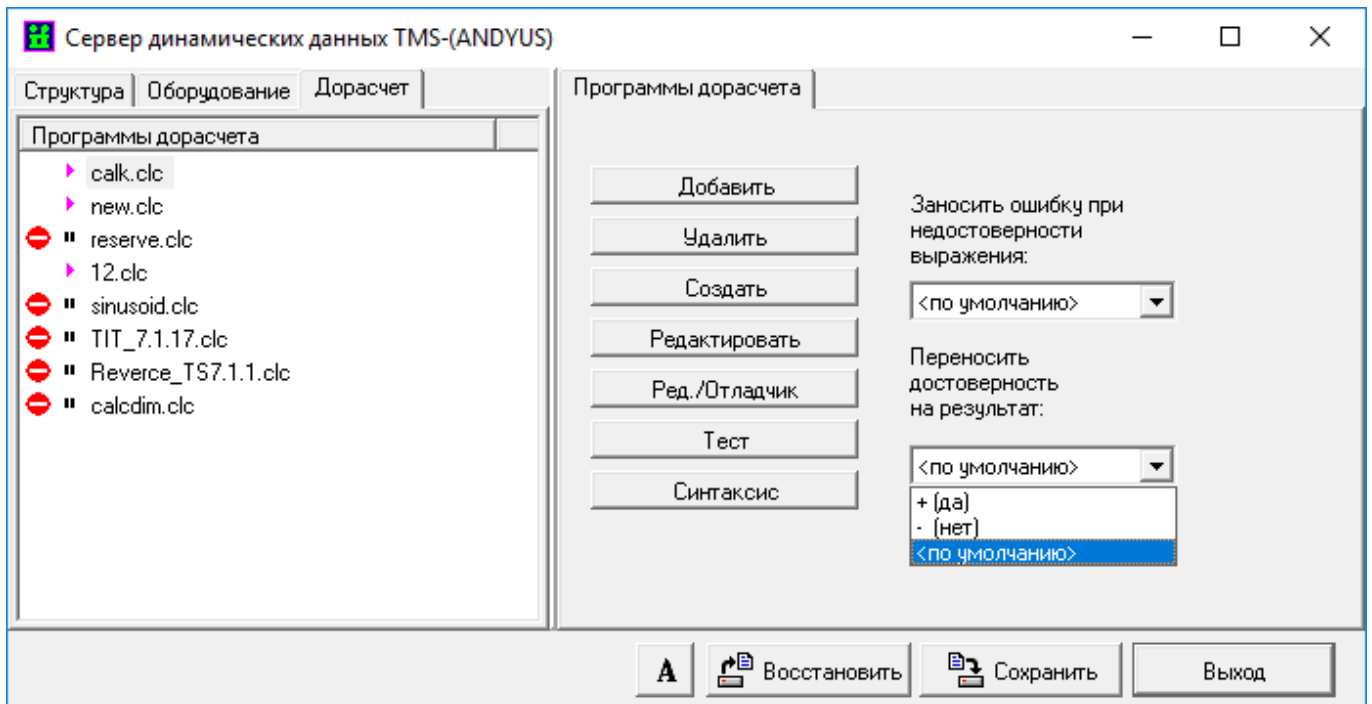 Сервер динамических данных TMS-(ANDYUS)
Структура Оборудование Дорасчет
Программы дорасчета
calk.clc
new.clc
reserve.clc
12.clc
sinusoid.clc
TIT_7.1.17.clc
Reverce_TS7.1.1.clc
calcdim.clc
Программы дорасчета
Добавить
Удалить
Создать
Редактировать
Ред./Отладчик
Тест
Синтаксис
Заносить ошибку при
недостоверности
выражения:
<по умолчанию>
Переносить
достоверность
на результат:
<по умолчанию>
+ (да)
- (нет)
<по умолчанию>
A Восстановить Сохранить Выход